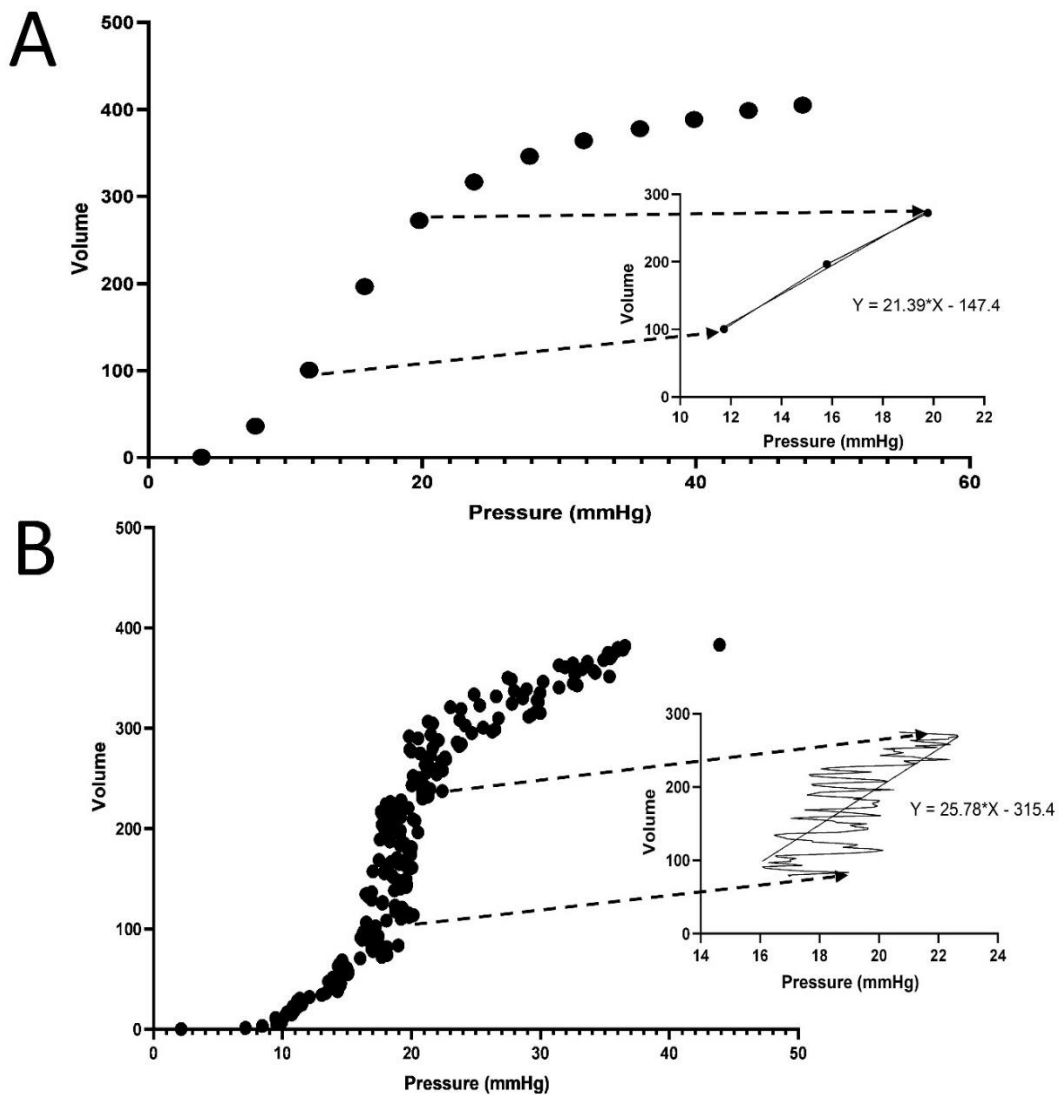 A
500
400
300
200
100
0
Volume
0 20 40 60
Pressure (mmHg)
300
200
100
0
Volume
10 12 14 16 18 20 22
Pressure (mmHg)
Y = 21.39*X - 147.4
B
500
400
300
200
100
0
Volume
0 10 20 30 40 50
Pressure (mmHg)
300
200
100
0
Volume
14 16 18 20 22 24
Pressure (mmHg)
Y = 25.78*X - 315.4